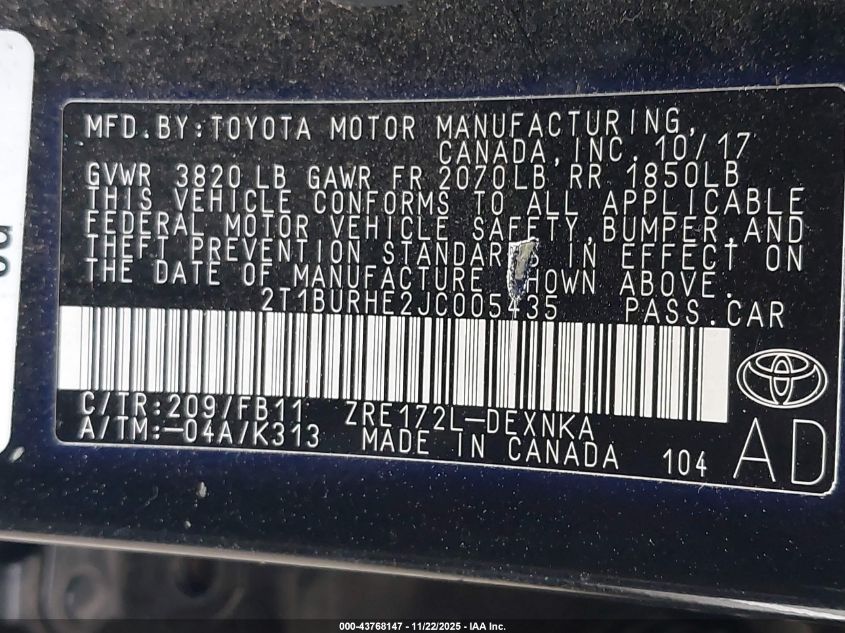 MFD.BY:TOYOTA MOTOR MANUFACTURING,
CANADA,INC. 10/17
GVWR 3820 LB GAWR FR 2070LB RR 1850LB
THIS VEHICLE CONFORMS TO ALL APPLICABLE
FEDERAL MOTOR VEHICLE SAFETY,BUMPER,AND
THEFT PREVENTION STANDARDS IN EFFECT ON
THE DATE OF MANUFACTURE SHOWN ABOVE.
2T1BURHE2JC005435 PASS.CAR
C/TR:209/FB11 ZRE172L-DEXNKA
A/TM:-04A/K313 MADE IN CANADA 104 AD
000-43768147 - 11/22/2025 - IAA Inc.